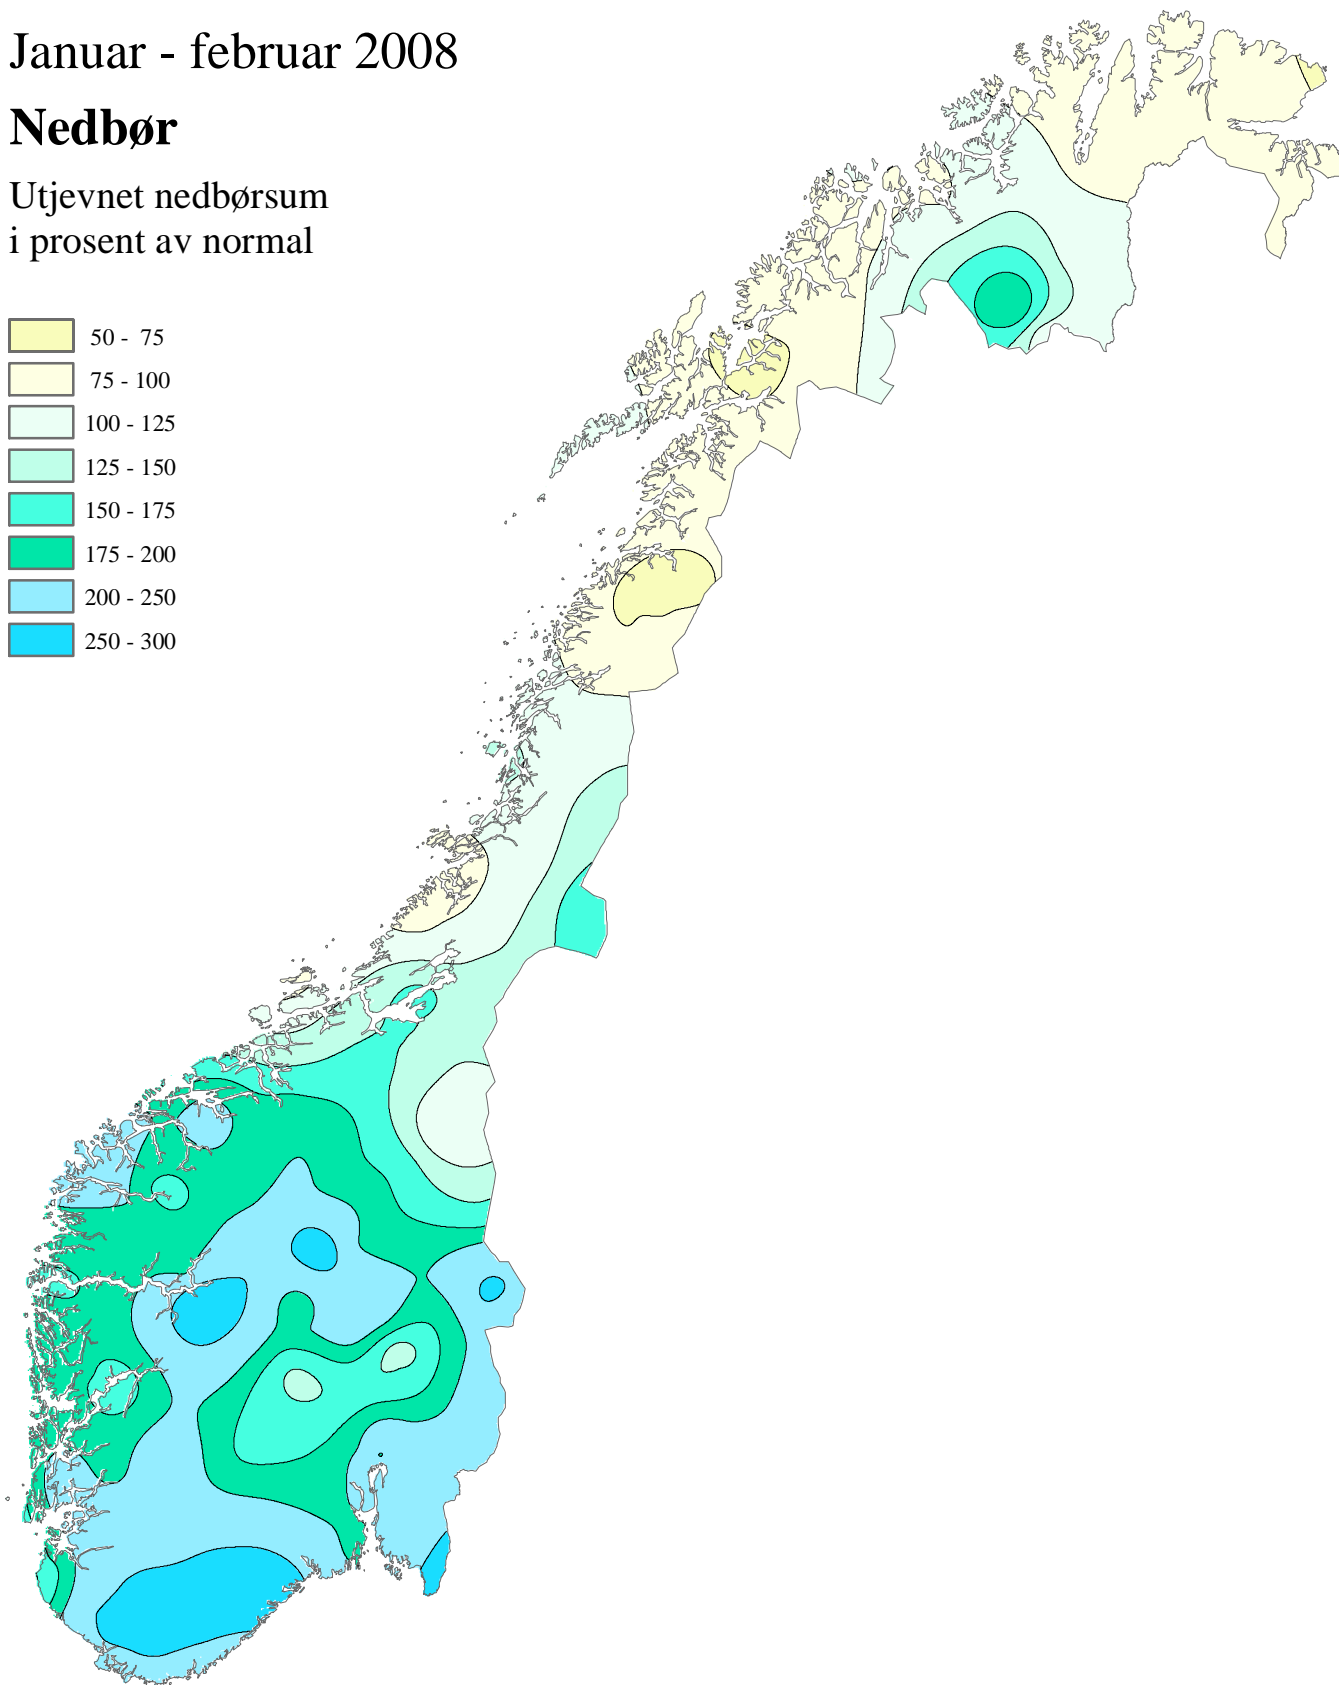 Januar - februar 2008
Nedbør
Utjevnet nedbørsum
i prosent av normal
50 - 75
75 - 100
100 - 125
125 - 150
150 - 175
175 - 200
200 - 250
250 - 300